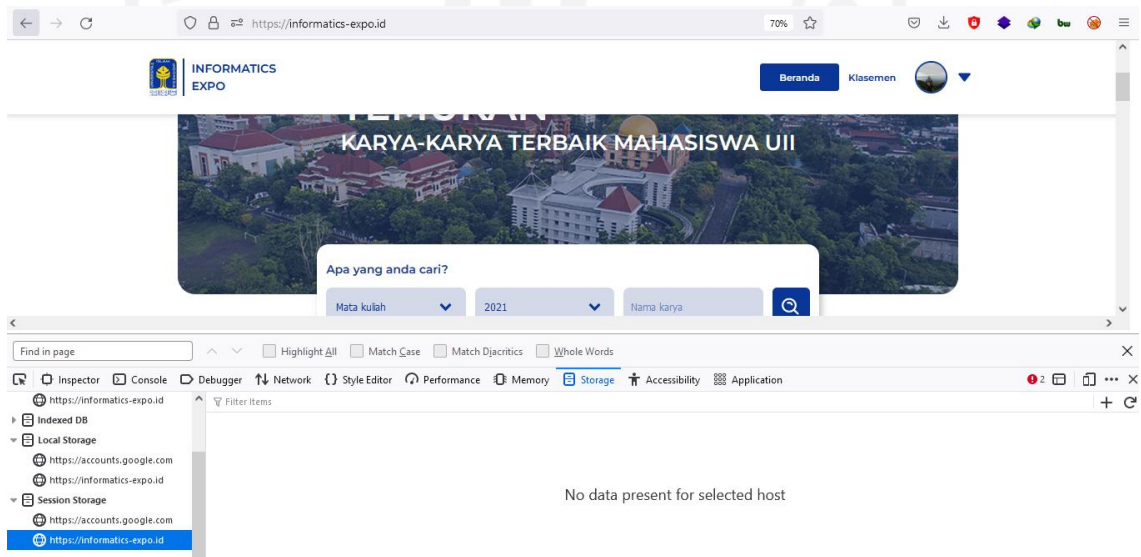 https://informatics-expo.id
70%
bw
INFORMATICS
EXPO
Beranda
Klasemen
TEMUKAN
KARYA-KARYA TERBAIK MAHASISWA UII
Apa yang anda cari?
Mata kuliah
2021
Nama karya
Find in page
Highlight All
Match Case
Match Diacritics
Whole Words
Inspector
Console
Debugger
Network
Style Editor
Performance
Memory
Storage
Accessibility
Application
2
https://informatics-expo.id
Filter Items
Indexed DB
Local Storage
https://accounts.google.com
https://informatics-expo.id
Session Storage
https://accounts.google.com
https://informatics-expo.id
No data present for selected host